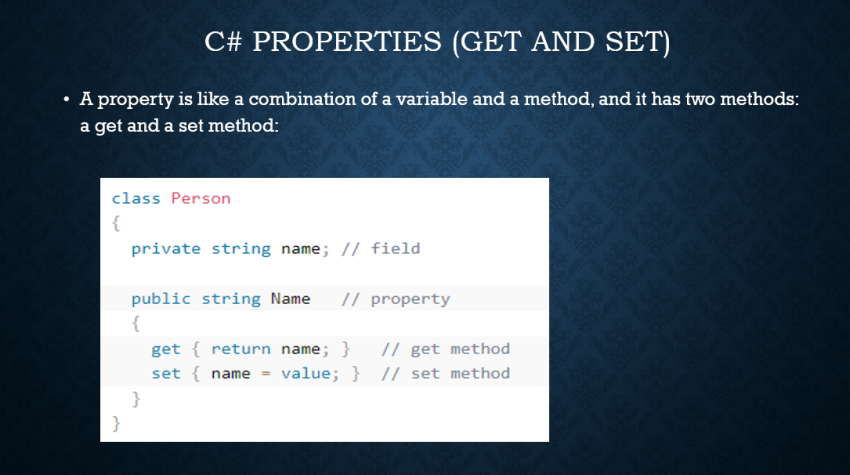 C# PROPERTIES (GET AND SET)
• A property is like a combination of a variable and a method, and it has two methods:
a get and a set method:
class Person
{
private string name; // field
public string Name // property
{
get { return name; } // get method
set { name = value; } // set method
}
}